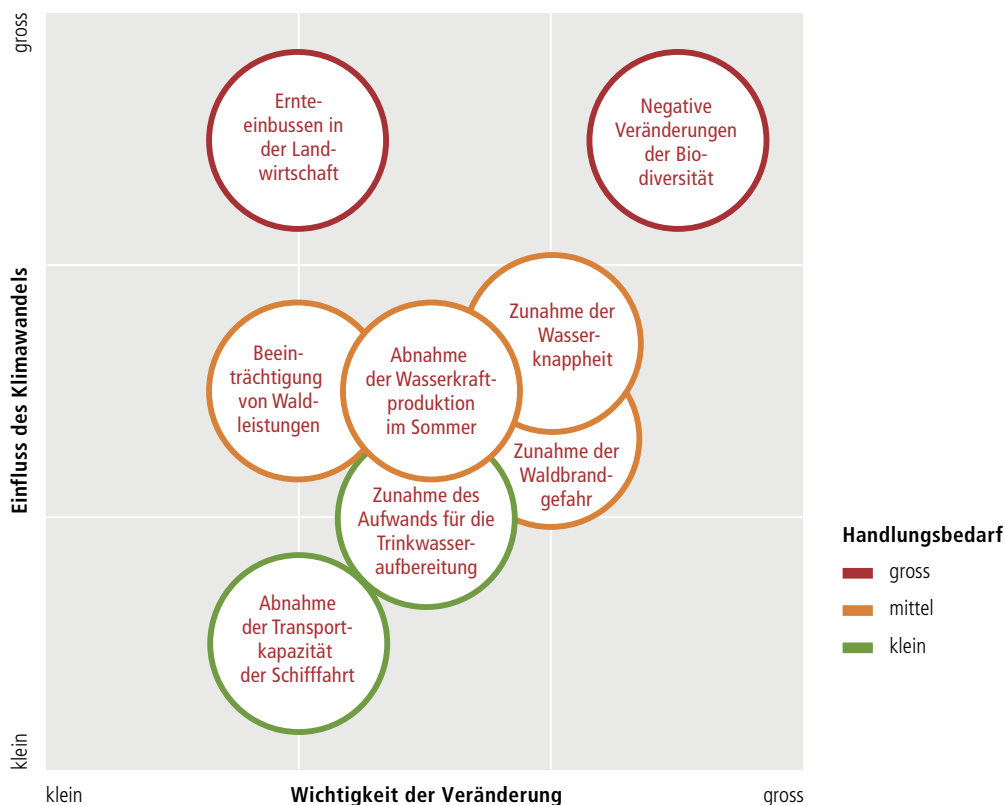 gross
Einfluss des Klimawandels
klein
Ernte-
einbussen in
der Land-
wirtschaft
Negative
Veränderungen
der Bio-
diversität
Beein-
trächtigung
von Wald-
leistungen
Abnahme
der Wasserkraft-
produktion
im Sommer
Zunahme der
Wasser-
knappheit
Zunahme der
Waldbrand-
gefahr
Zunahme des
Aufwands für die
Trinkwasser-
aufbereitung
Abnahme
der Transport-
kapazität
der Schifffahrt
klein
Wichtigkeit der Veränderung
gross
Handlungsbedarf
gross
mittel
klein